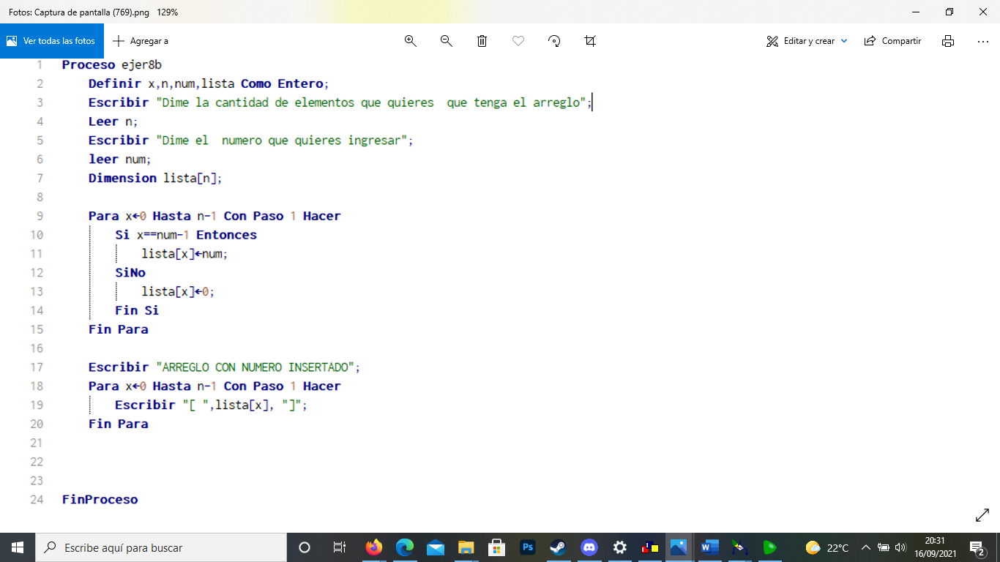 Fotos: Captura de pantalla (769).png 129%
Ver todas las fotos
Agregar a
Editar y crear
Compartir
1 Proceso ejer8b
2 Definir x,n,num,lista Como Entero;
3 Escribir "Dime la cantidad de elementos que quieres  que tenga el arreglo";
4 Leer n;
5 Escribir "Dime el  numero que quieres ingresar";
6 leer num;
7 Dimension lista[n];
8
9 Para x←0 Hasta n-1 Con Paso 1 Hacer
10 Si x==num-1 Entonces
11 lista[x]←num;
12 SiNo
13 lista[x]←0;
14 Fin Si
15 Fin Para
16
17 Escribir "ARREGLO CON NUMERO INSERTADO";
18 Para x←0 Hasta n-1 Con Paso 1 Hacer
19 Escribir "[ ",lista[x], "]";
20 Fin Para
21
22
23
24 FinProceso
Escribe aquí para buscar
Ps
W
22°C
20:31
16/09/2021
2